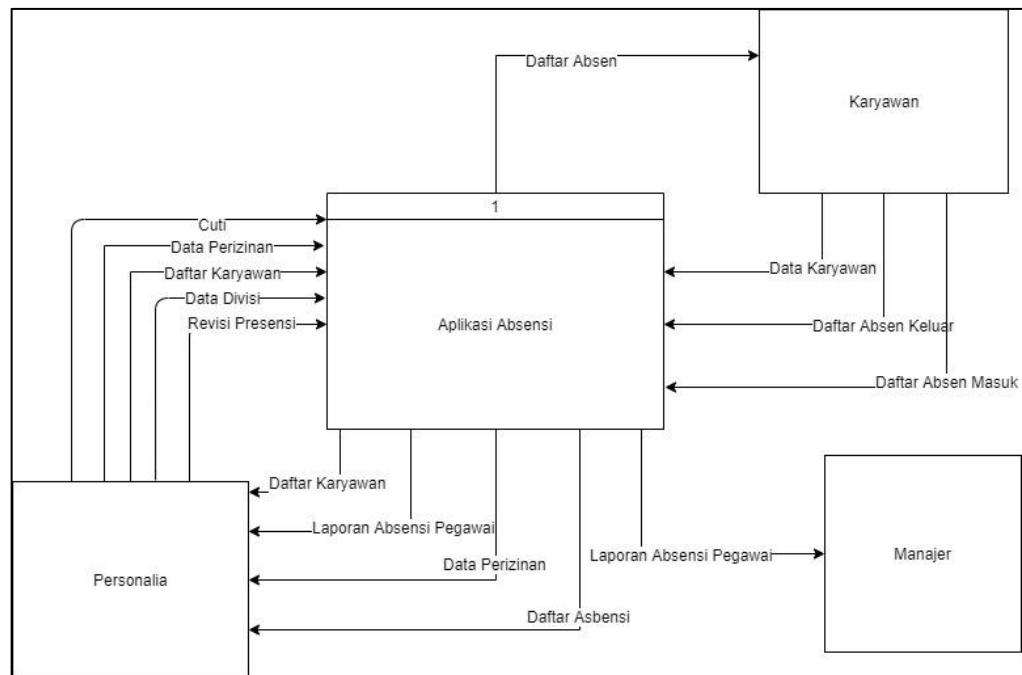 Daftar Absen
Karyawan
1
Cuti
Data Perizinan
Daftar Karyawan
Data Divisi
Revisi Presensi
Aplikasi Absensi
Data Karyawan
Daftar Absen Keluar
Daftar Absen Masuk
Daftar Karyawan
Laporan Absensi Pegawai
Data Perizinan
Daftar Asbensi
Laporan Absensi Pegawai
Manajer
Personalia